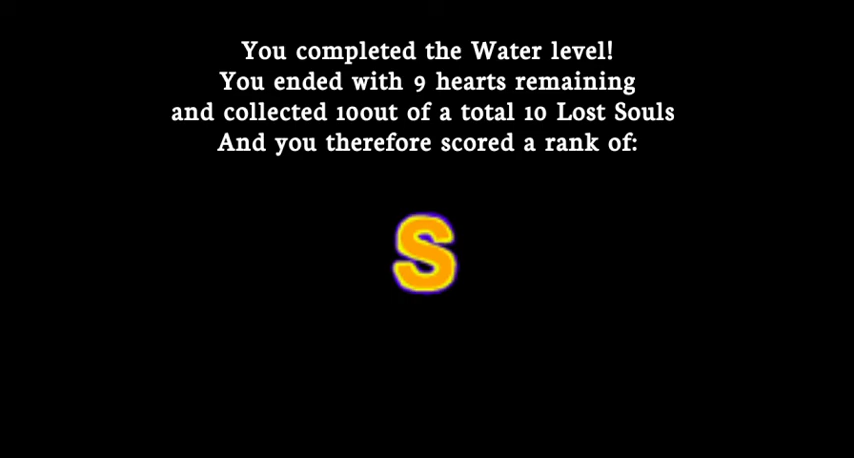 You completed the Water level!
You ended with 9 hearts remaining
and collected 10out of a total 10 Lost Souls
And you therefore scored a rank of:
S